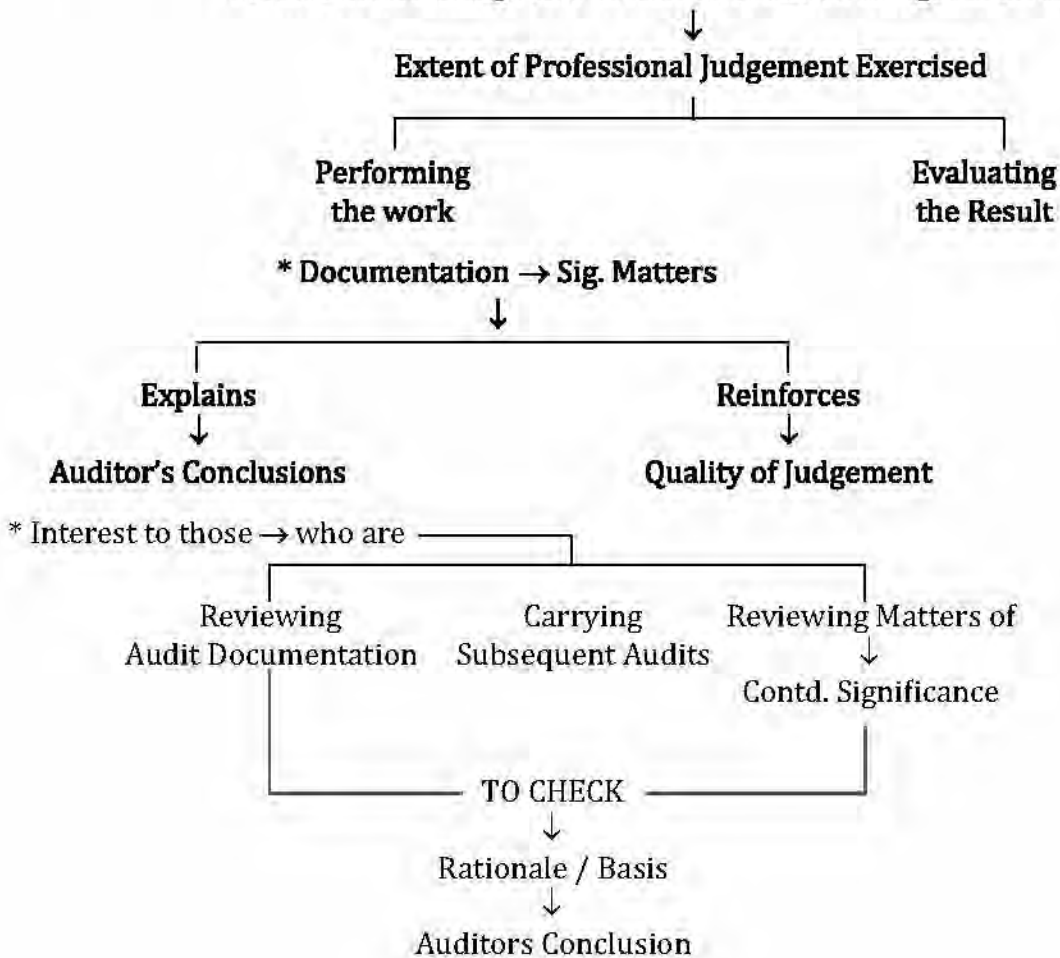 ↓
Extent of Professional Judgement Exercised
Performing
the work
Evaluating
the Result
* Documentation → Sig. Matters
↓
Explains
↓
Auditor's Conclusions
Reinforces
↓
Quality of Judgement
* Interest to those → who are
Reviewing
Audit Documentation
Carrying
Subsequent Audits
Reviewing Matters of
↓
Contd. Significance
TO CHECK
↓
Rationale / Basis
↓
Auditors Conclusion